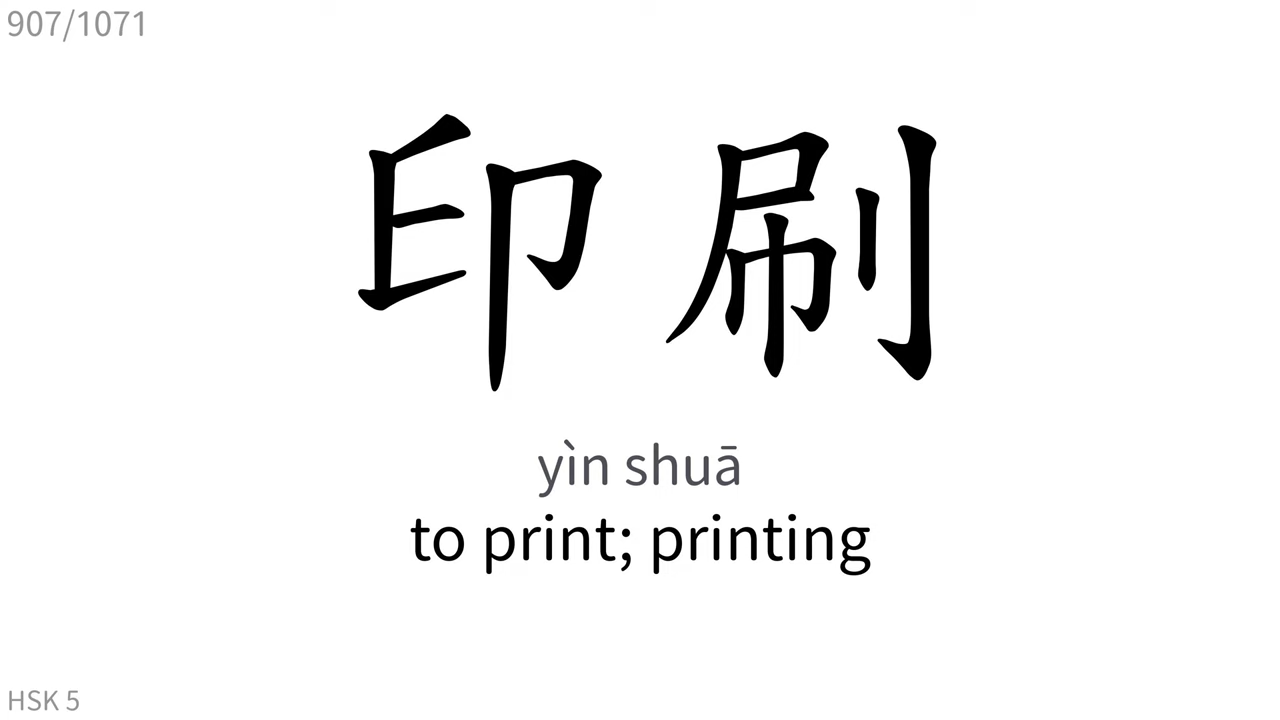 907/1071
印刷
yìn shuā
to print; printing
HSK 5